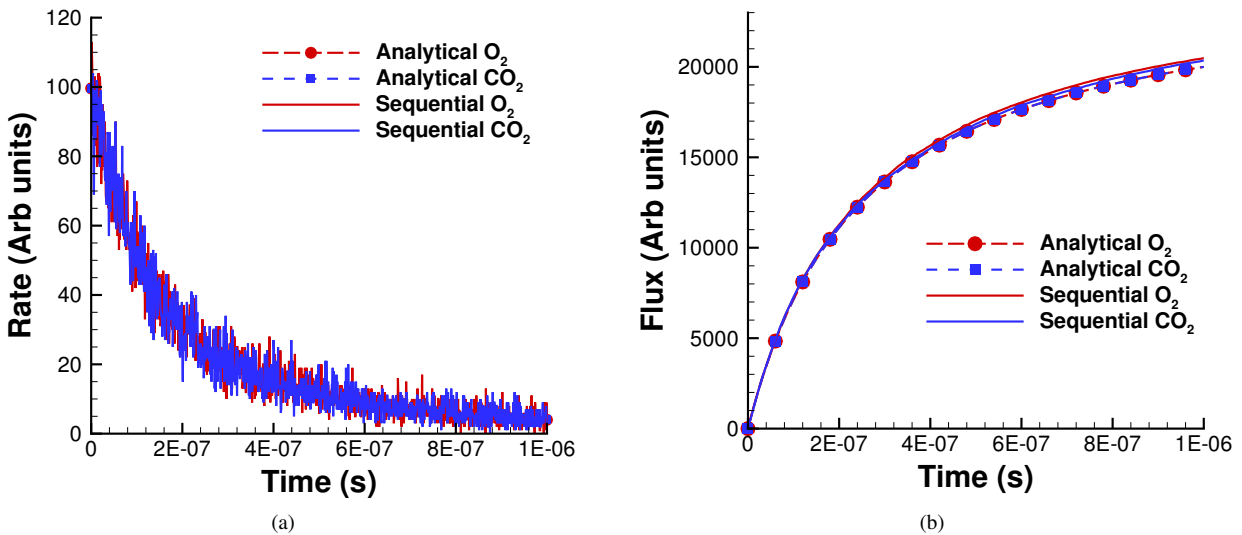 120
100
80
60
40
20
0
Rate (Arb units)
Analytical O₂
Analytical CO₂
Sequential O₂
Sequential CO₂
0 2E-07 4E-07 6E-07 8E-07 1E-06
Time (s)
(a)
20000
15000
10000
5000
0
Flux (Arb units)
Analytical O₂
Analytical CO₂
Sequential O₂
Sequential CO₂
0 2E-07 4E-07 6E-07 8E-07 1E-06
Time (s)
(b)